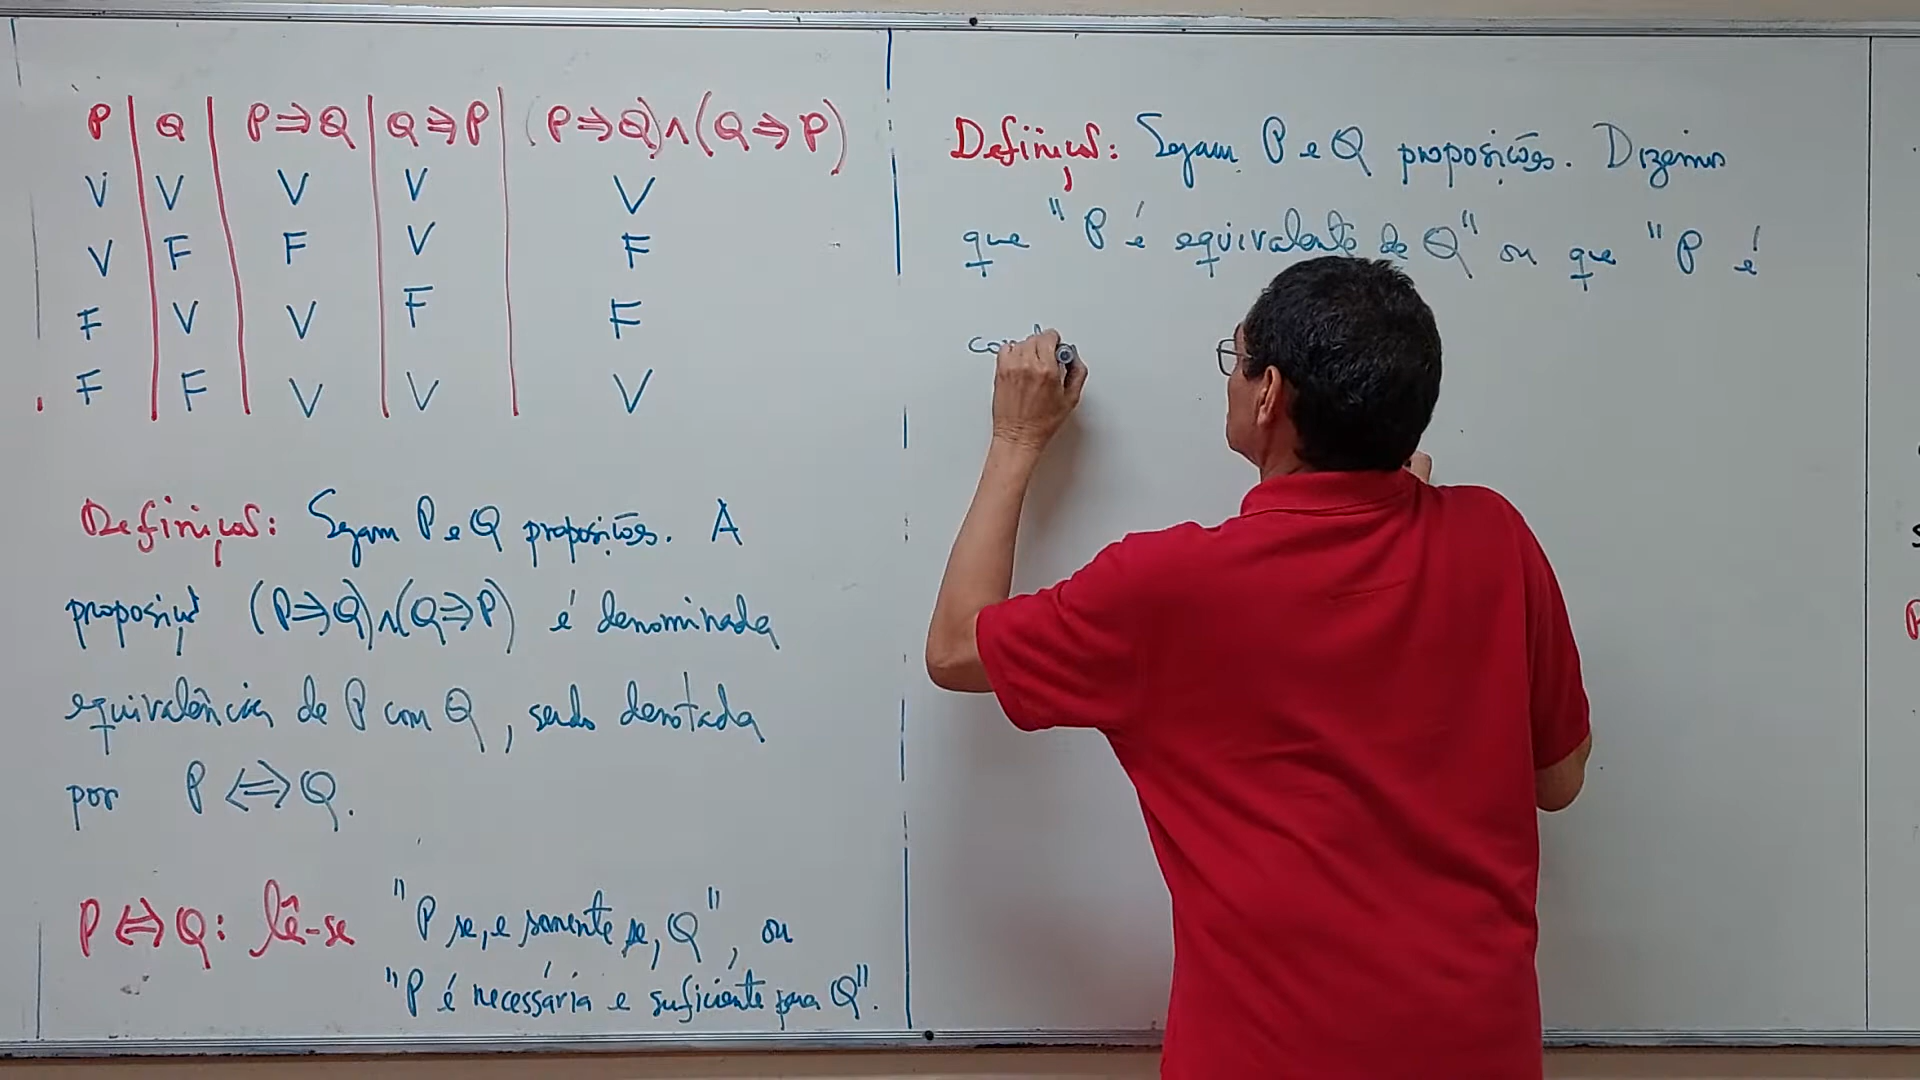 P Q P⇒Q Q⇒P (P⇒Q)∧(Q⇒P)
V V V V V
V F F V F
F V V F F
F F V V V
Definição: Sejam P e Q proposições. A
proposição (P⇒Q)∧(Q⇒P) é denominada
equivalência de P com Q, sendo denotada
por P⇔Q.
P⇔Q: lê-se "P se, e somente se, Q", ou
"P é necessária e suficiente para Q".
Definição: Sejam P e Q proposições. Dizemos
que "P é equivalente de Q" ou que "P é